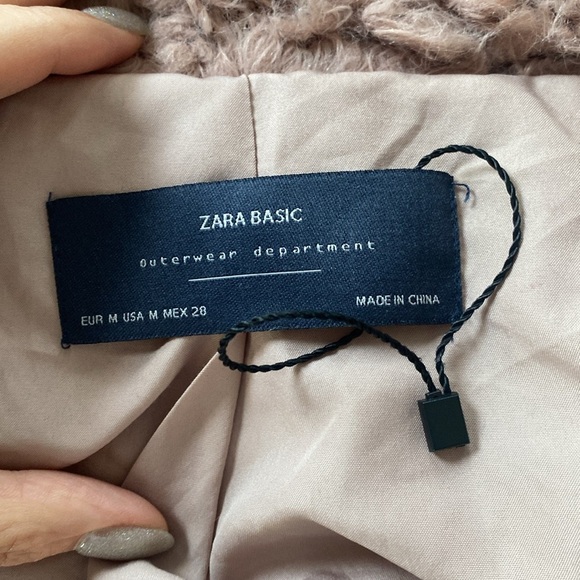 ZARA BASIC
Outerwear department
EUR M USA M MEX 28
MADE IN CHINA